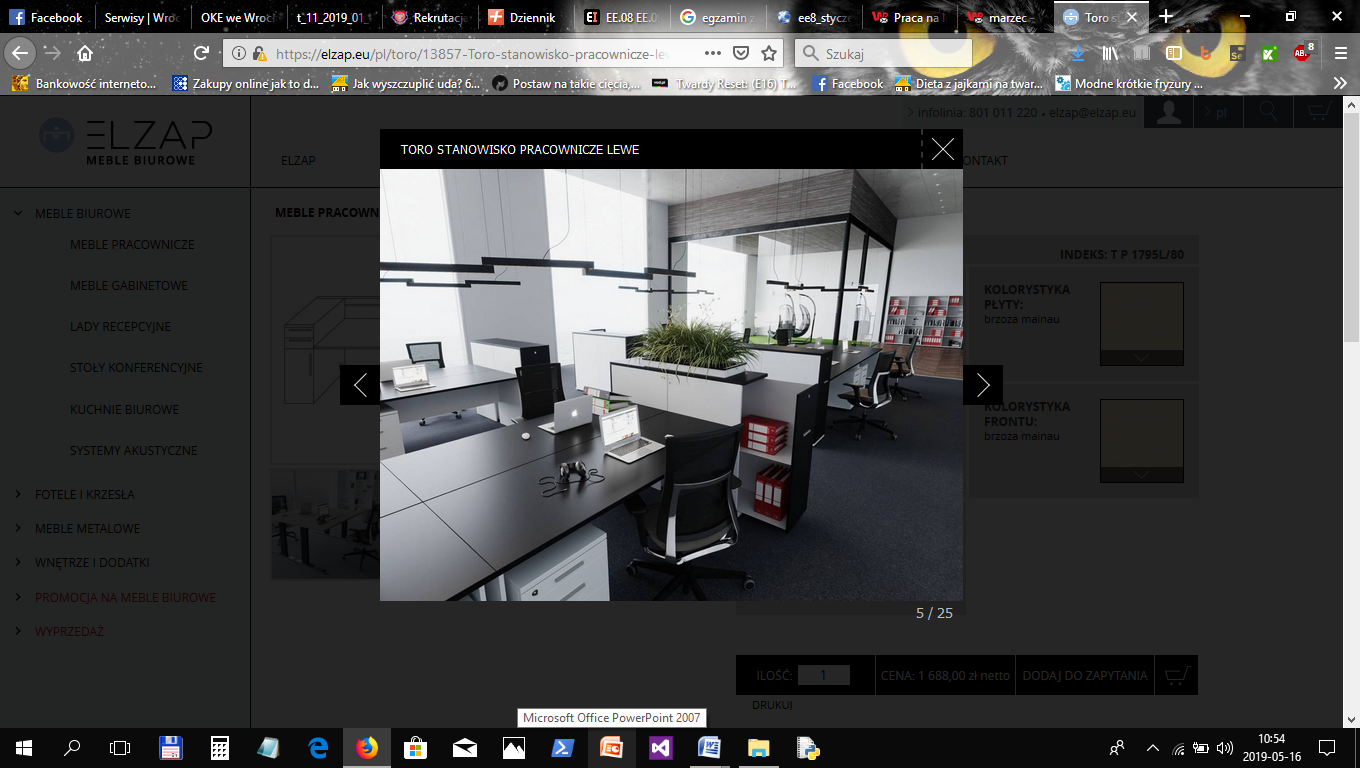 Facebook
Serwisy | Wrocł
OKE we Wrocł
t_11_2019_01_
Rekrutacja
Dziennik
EE.08 EE.0
egzamin z
ee8_stycz
Praca na
marzec –
Toro st
https://elzap.eu/pl/toro/13857-Toro-stanowisko-pracownicze-le
Szukaj
8
Bankowość interneto...
Zakupy online jak to d...
Jak wyszczuplić uda? 6...
Postaw na takie cięcia,...
Twardy Reset: (E16) T...
Facebook
Dieta z jajkami na twar...
Modne krótkie fryzury ...
ELZAP
MEBLE BIUROWE
infolinia: 801 011 220 • elzap@elzap.eu
pl
ELZAP
ONTAKT
TORO STANOWISKO PRACOWNICZE LEWE
MEBLE BIUROWE
MEBLE PRACOWNICZE
MEBLE GABINETOWE
LADY RECEPCYJNE
STOŁY KONFERENCYJNE
KUCHNIE BIUROWE
SYSTEMY AKUSTYCZNE
FOTELE I KRZESŁA
MEBLE METALOWE
WNĘTRZE I DODATKI
PROMOCJA NA MEBLE BIUROWE
WYPRZEDAŻ
MEBLE PRACOWN
INDEKS: T P 1795L/80
KOLORYSTYKA
PŁYTY:
brzoza mainau
KOLORYSTYKA
FRONTU:
brzoza mainau
5 / 25
ILOŚĆ: 1
CENA: 1 688,00 zł netto
DODAJ DO ZAPYTANIA
DRUKUJ
Microsoft Office PowerPoint 2007
10:54
2019-05-16